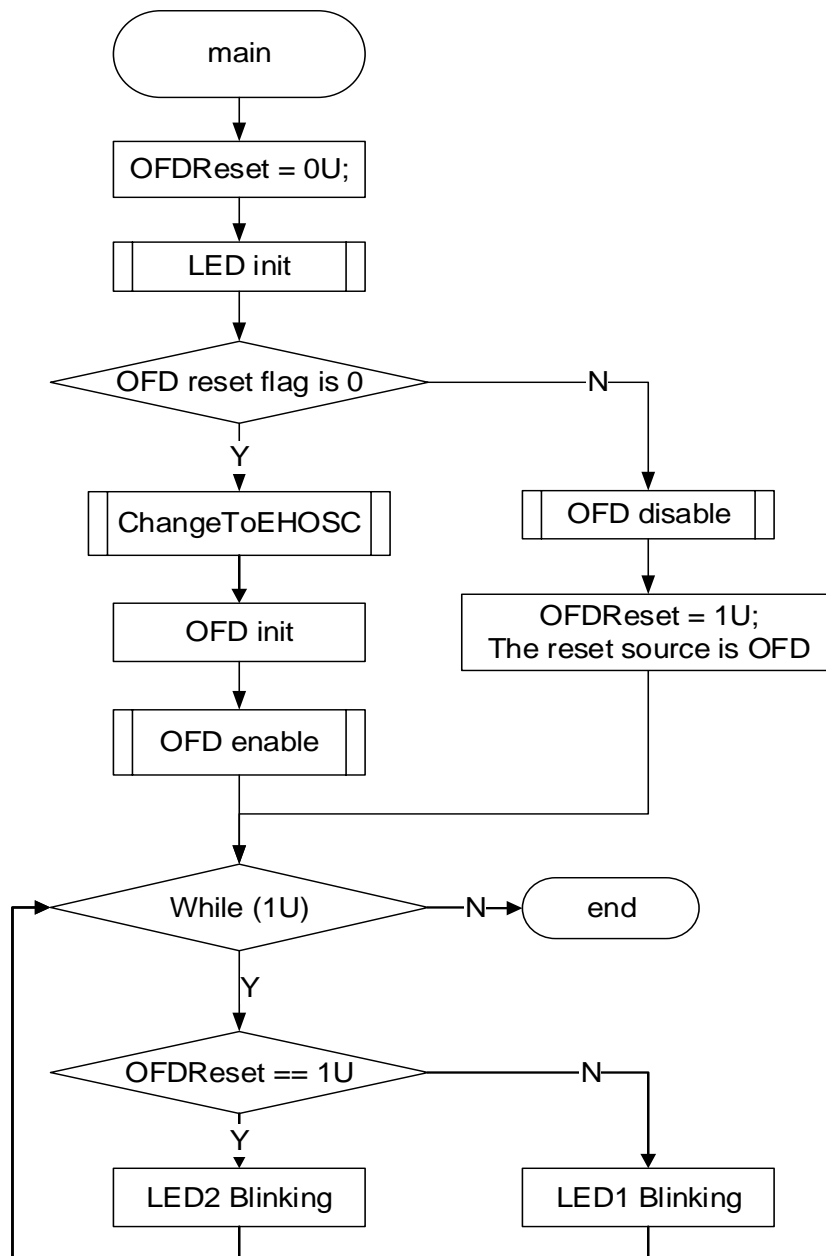 main
OFDReset = 0U;
LED init
OFD reset flag is 0
N
Y
ChangeToEHOSC
OFD disable
OFD init
OFDReset = 1U;
The reset source is OFD
OFD enable
While (1U)
N
end
Y
OFDReset == 1U
N
Y
LED2 Blinking
LED1 Blinking